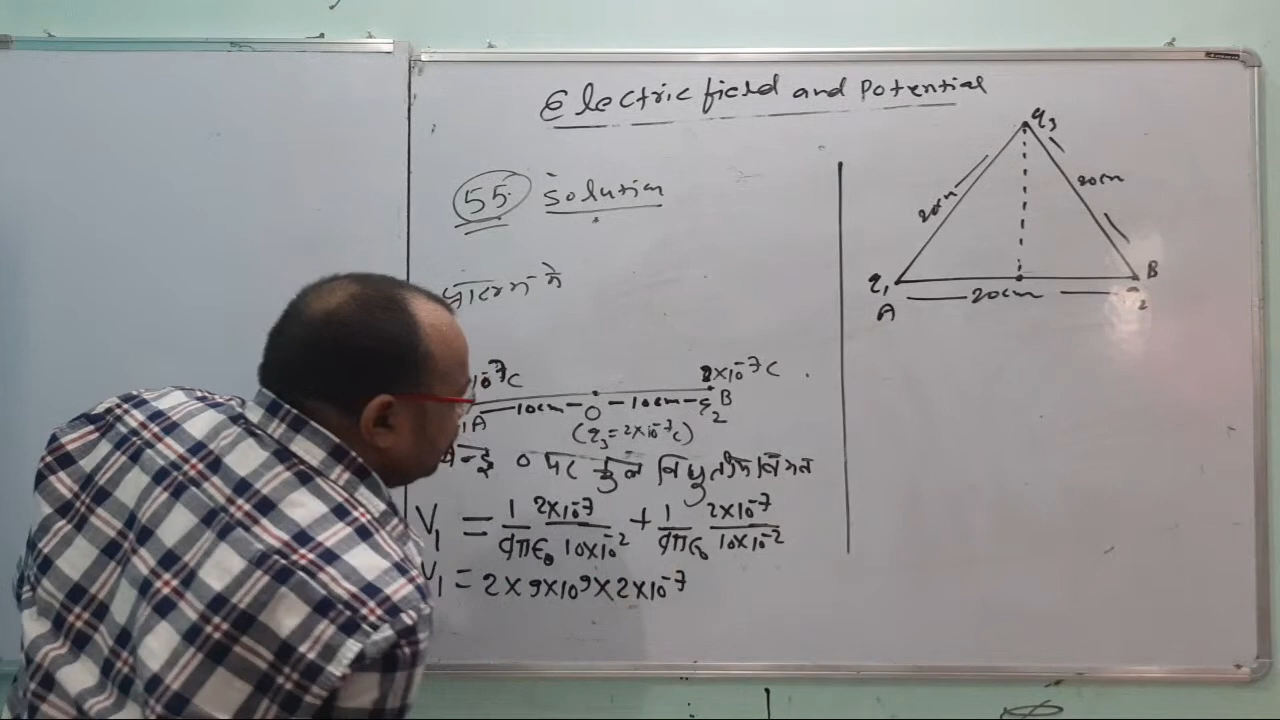 Electric field and Potential
55. Solution
प्रारम्भ में
10⁻⁷C 2×10⁻⁷C
A 10cm O 10cm q₂ B
(q₃=2×10⁻⁷C)
O पर कुल विद्युतीय विभव
V₁ = 1/4πε₀ 2×10⁻⁷/10×10⁻² + 1/4πε₀ 2×10⁻⁷/10×10⁻²
V₁ = 2×9×10⁹×2×10⁻⁷
q₃
20cm 20cm
q₁ B
A 20cm q₂